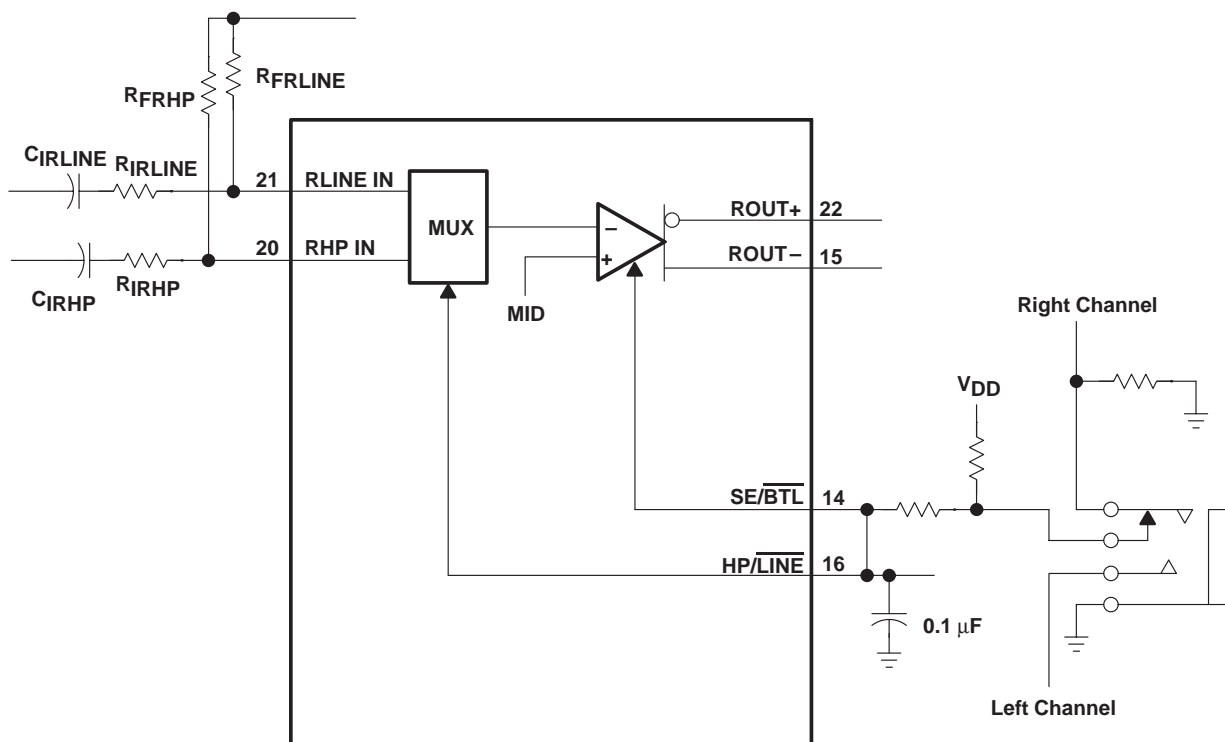 RFRLINE
RFRHP
CIRLINE
RIRLINE
21
RLINE IN
MUX
20
RHP IN
RIRHP
CIRHP
−
+
MID
ROUT+
22
ROUT−
15
Right Channel
VDD
SE/BTL
14
HP/LINE
16
0.1 μF
Left Channel